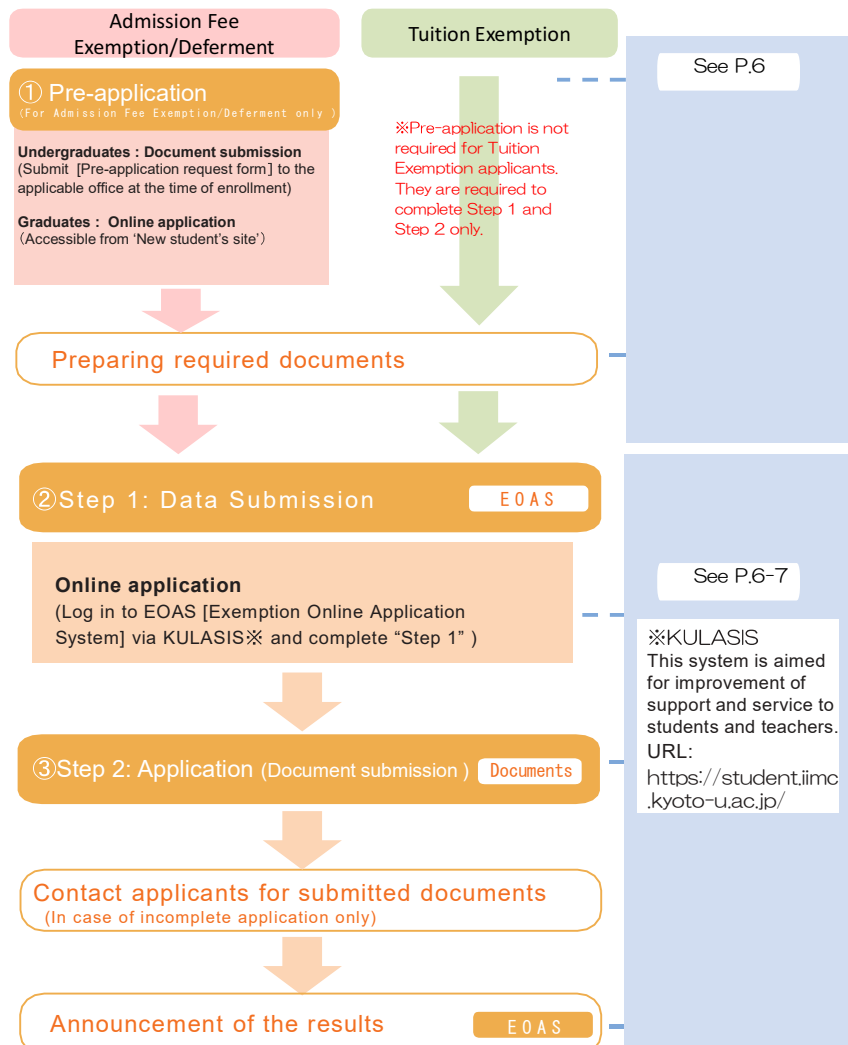 Admission Fee
Exemption/Deferment
Tuition Exemption
See P.6
① Pre-application
(For Admission Fee Exemption/Deferment only )
Undergraduates : Document submission
(Submit [Pre-application request form] to the
applicable office at the time of enrollment)
Graduates : Online application
(Accessible from ‘New student’s site’)
※Pre-application is not
required for Tuition
Exemption applicants.
They are required to
complete Step 1 and
Step 2 only.
Preparing required documents
②Step 1: Data Submission
EOAS
Online application
(Log in to EOAS [Exemption Online Application
System] via KULASIS※ and complete “Step 1” )
See P.6-7
※KULASIS
This system is aimed
for improvement of
support and service to
students and teachers.
URL:
https://student.iimc
.kyoto-u.ac.jp/
③Step 2: Application (Document submission )
Documents
Contact applicants for submitted documents
(In case of incomplete application only)
Announcement of the results
EOAS